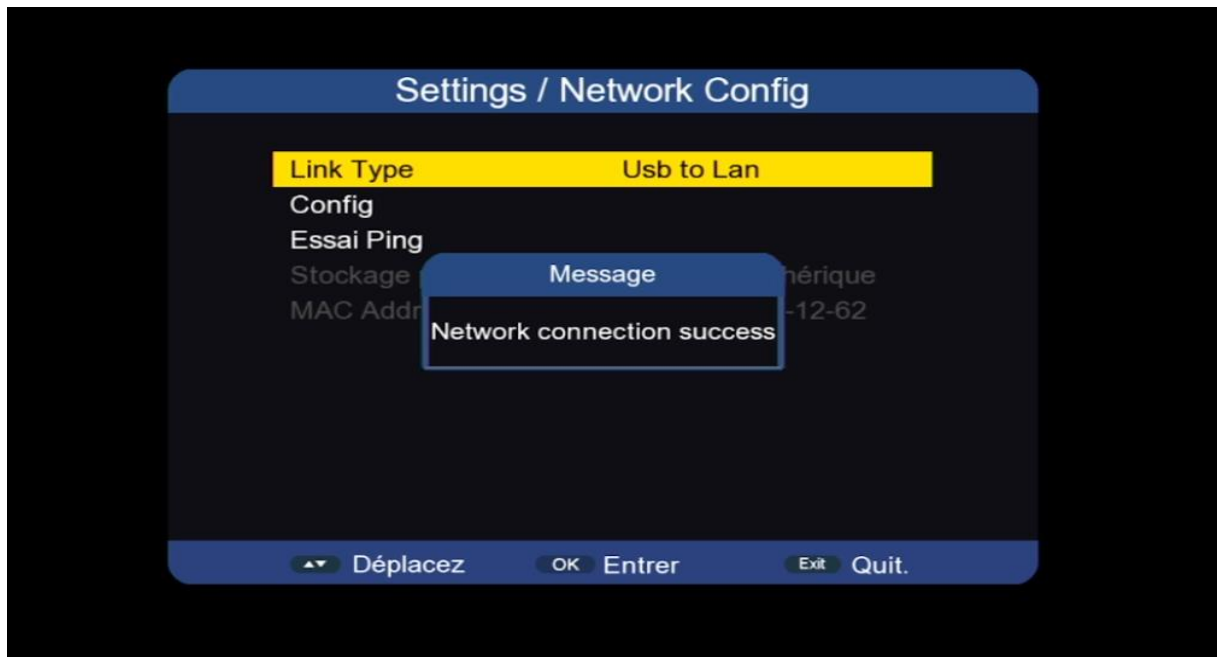 Settings / Network Config
Link Type Usb to Lan
Config
Essai Ping
Stockage
MAC Addr -12-62
Message
Network connection success
Déplacez OK Entrer Exit Quit.